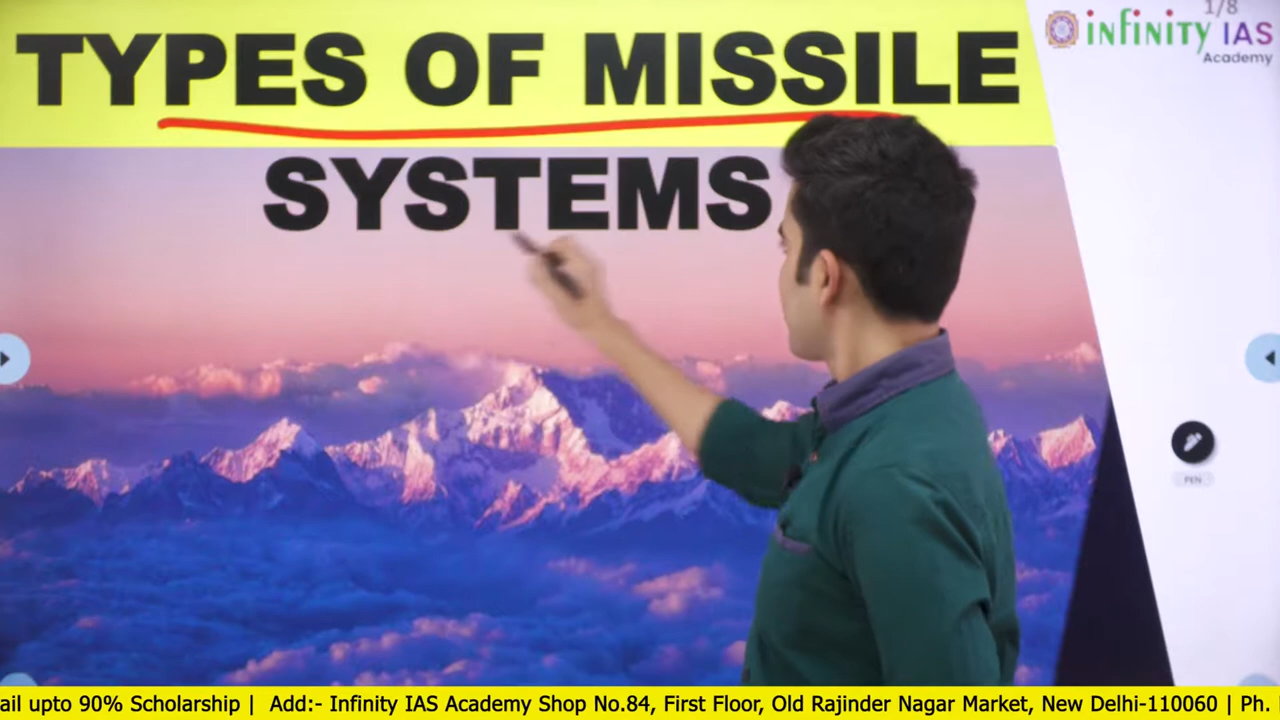 1/8
TYPES OF MISSILE
SYSTEMS
infinity IAS
Academy
PEN
ail upto 90% Scholarship | Add:- Infinity IAS Academy Shop No.84, First Floor, Old Rajinder Nagar Market, New Delhi-110060 | Ph.